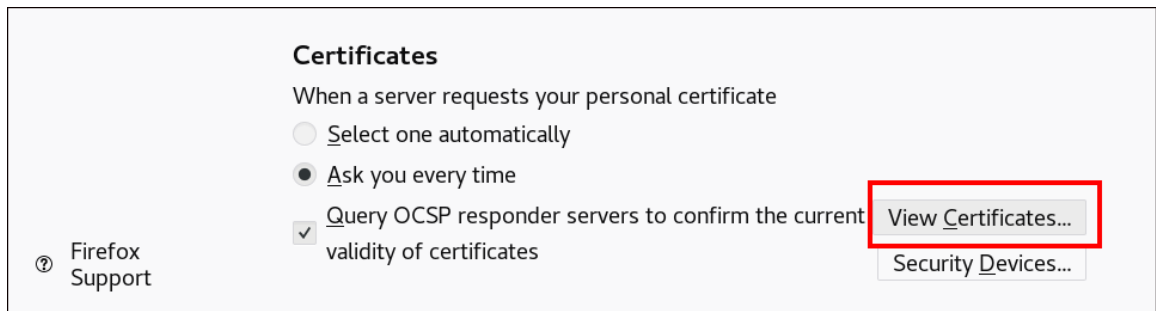 Certificates
When a server requests your personal certificate
Select one automatically
Ask you every time
Query OCSP responder servers to confirm the current
validity of certificates
View Certificates...
Security Devices...
Firefox
Support